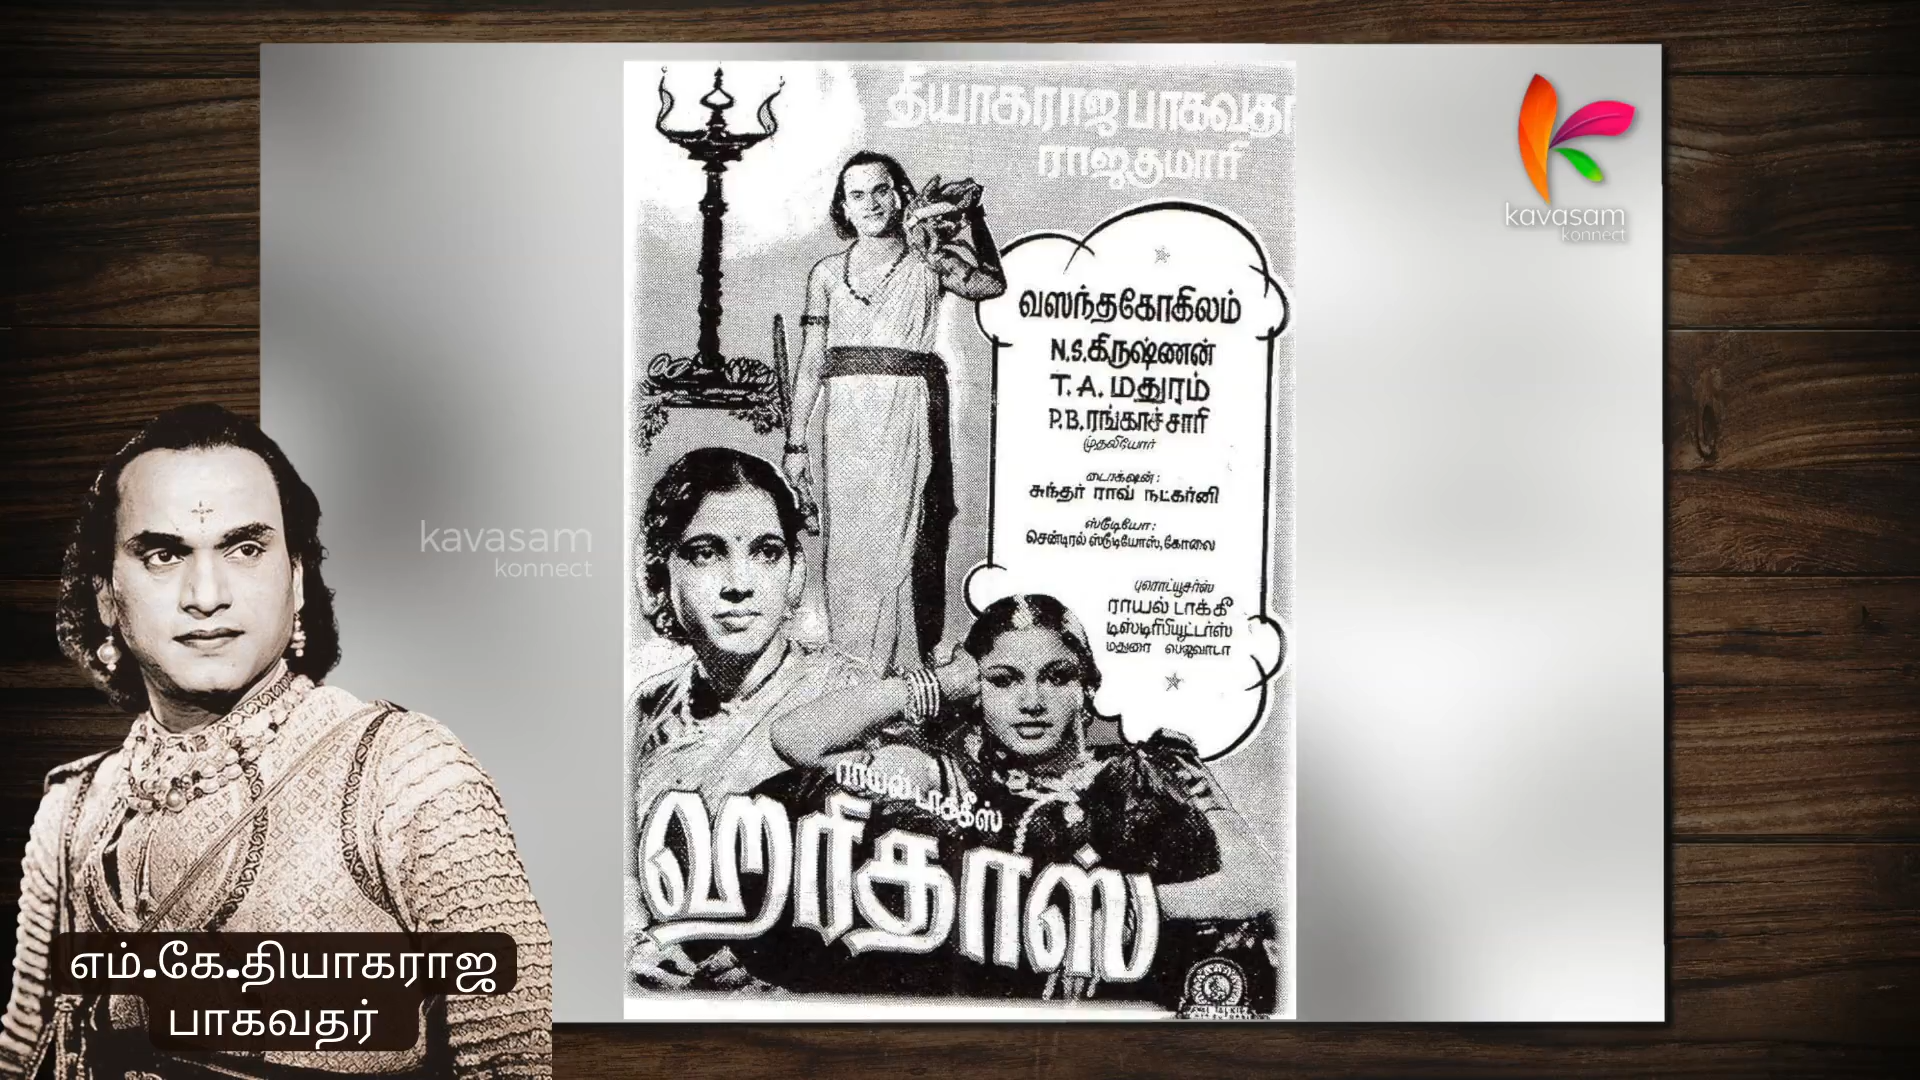 தியாகராஜ பாகவதர்
ராஜகுமாரி
வஸந்தகோகிலம்
N.S.கிருஷ்ணன்
T.A. மதுரம்
P.B.ரங்காச்சாரி
முதலியோர்
டைரக்ஷன்:
சுந்தர் ராவ் நட்கர்னி
ஸ்டூடியோ:
சென்டிரல் ஸ்டூடியோஸ், கோவை
புரொட்யூசர்ஸ்
ராயல் டாக்கீ
டிஸ்டிரிபியூட்டர்ஸ்
மதுரை பெஜவாடா
ராயல் டாக்கீஸ்
ஹரிதாஸ்
kavasam
konnect
kavasam
konnect
எம்.கே.தியாகராஜ
பாகவதர்